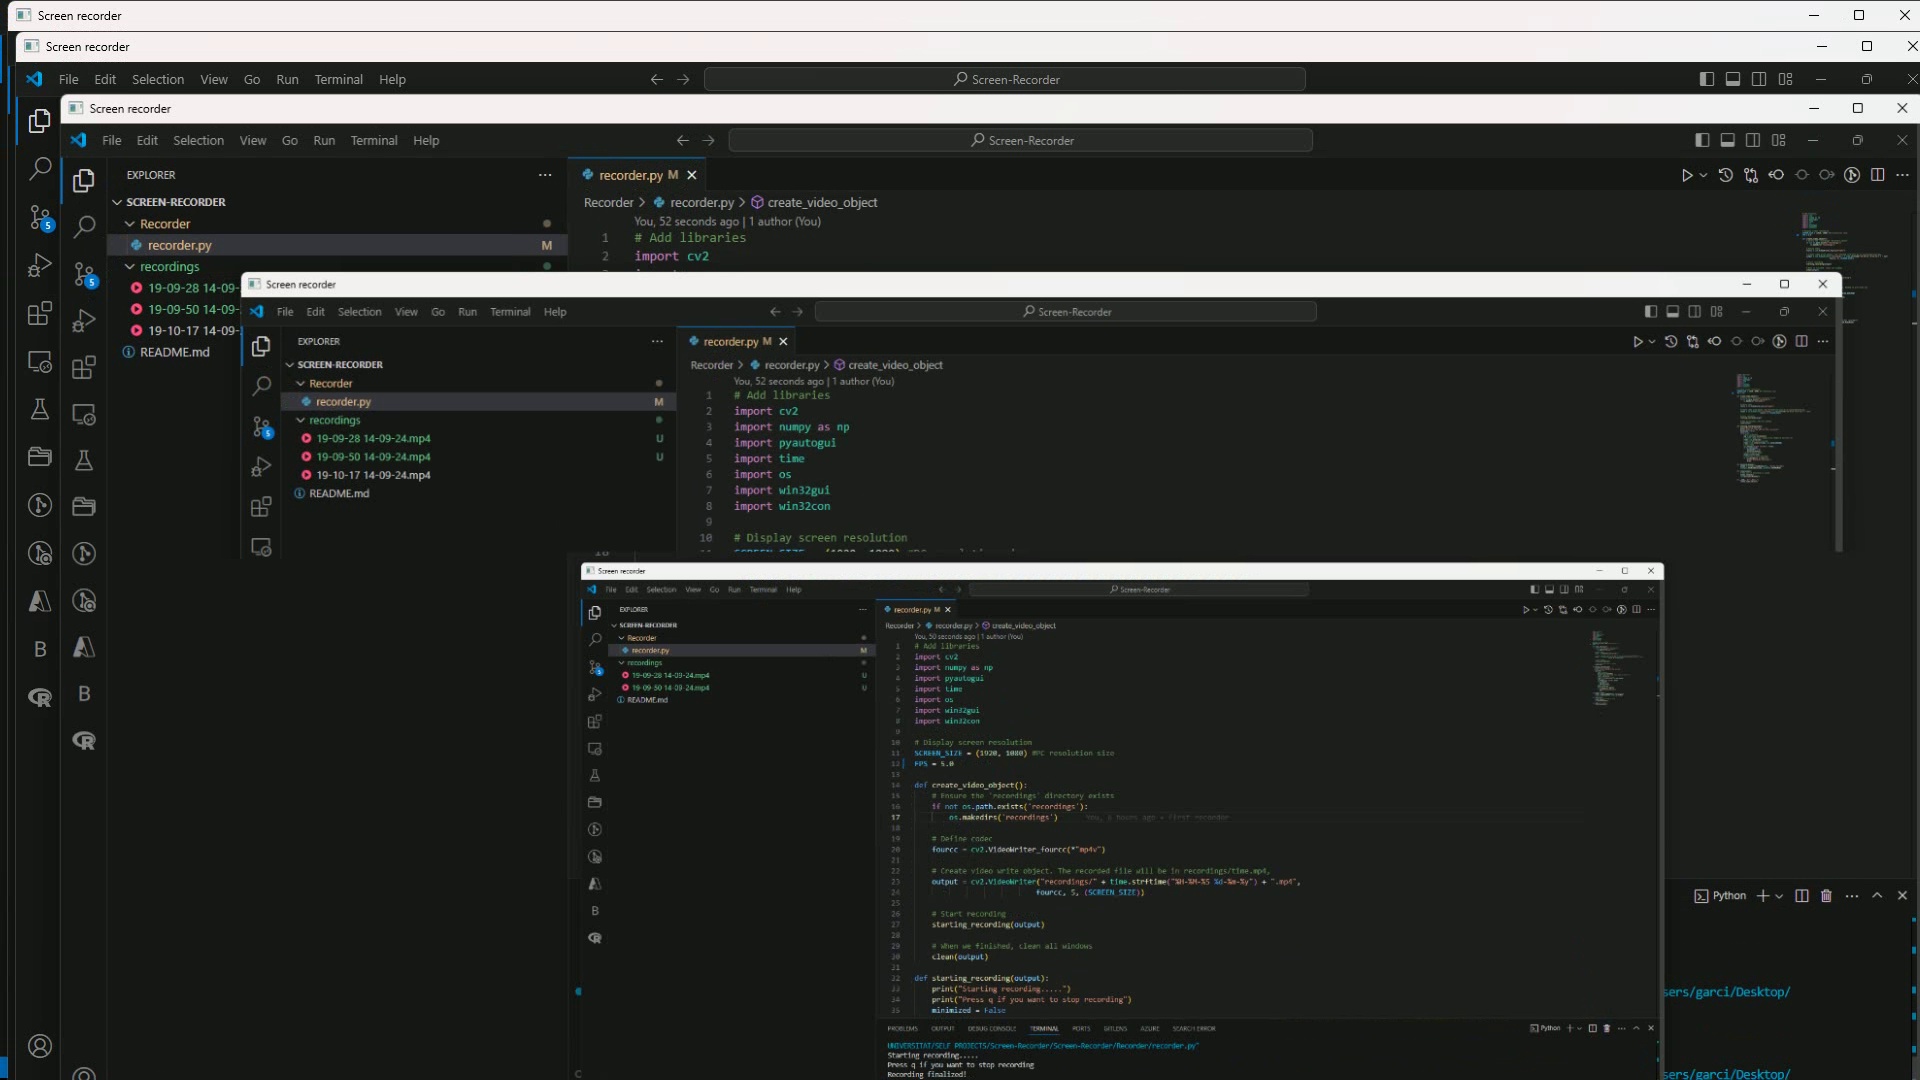 Screen recorder
Screen recorder
File Edit Selection View Go Run Terminal Help
Screen-Recorder
Screen recorder
File Edit Selection View Go Run Terminal Help
Screen-Recorder
EXPLORER
recorder.py M
SCREEN-RECORDER
Recorder > recorder.py > create_video_object
Recorder
You, 52 seconds ago | 1 author (You)
1 # Add libraries
recorder.py M
2 import cv2
recordings
19-09-28 14-09-
19-09-50 14-09-
19-10-17 14-09-
README.md
5
5
B
B
Screen recorder
File Edit Selection View Go Run Terminal Help
Screen-Recorder
EXPLORER
recorder.py M
SCREEN-RECORDER
Recorder > recorder.py > create_video_object
Recorder
You, 52 seconds ago | 1 author (You)
recorder.py M
recordings
19-09-28 14-09-24.mp4 U
19-09-50 14-09-24.mp4 U
19-10-17 14-09-24.mp4
README.md
5
1 # Add libraries
2 import cv2
3 import numpy as np
4 import pyautogui
5 import time
6 import os
7 import win32gui
8 import win32con
9
10 # Display screen resolution
Screen recorder
File Edit Selection View Go Run Terminal Help
Screen-Recorder
EXPLORER
recorder.py M
SCREEN-RECORDER
Recorder > recorder.py > create_video_object
Recorder
You, 50 seconds ago | 1 author (You)
recorder.py M
recordings
19-09-28 14-09-24.mp4 U
19-09-50 14-09-24.mp4 U
README.md
B
1 # Add libraries
2 import cv2
3 import numpy as np
4 import pyautogui
5 import time
6 import os
7 import win32gui
8 import win32con
9
10 # Display screen resolution
11 SCREEN_SIZE = (1920, 1080) #PC resolution size
12 FPS = 5.0
13
14 def create_video_object():
15 # Ensure the 'recordings' directory exists
16 if not os.path.exists('recordings'):
17 os.makedirs('recordings') You, 6 hours ago • first recorder
18
19 # Define codec
20 fourcc = cv2.VideoWriter_fourcc(*"mp4v")
21
22 # Create video write object. The recorded file will be in recordings/time.mp4,
23 output = cv2.VideoWriter("recordings/" + time.strftime("%H-%M-%S %d-%m-%y") + ".mp4",
24 fourcc, 5, (SCREEN_SIZE))
25
26 # Start recording
27 starting_recording(output)
28
29 # When we finished, clean all windows
30 clean(output)
31
32 def starting_recording(output):
33 print("Starting recording.....")
34 print("Press q if you want to stop recording")
35 minimized = False
PROBLEMS OUTPUT DEBUG CONSOLE TERMINAL PORTS GITLENS AZURE SEARCH ERROR
Python
UNIVERSITAT/SELF PROJECTS/Screen-Recorder/Screen-Recorder/Recorder/recorder.py"
Starting recording.....
Press q if you want to stop recording
Recording finalized!
Python
sers/garci/Desktop/
sers/garci/Desktop/